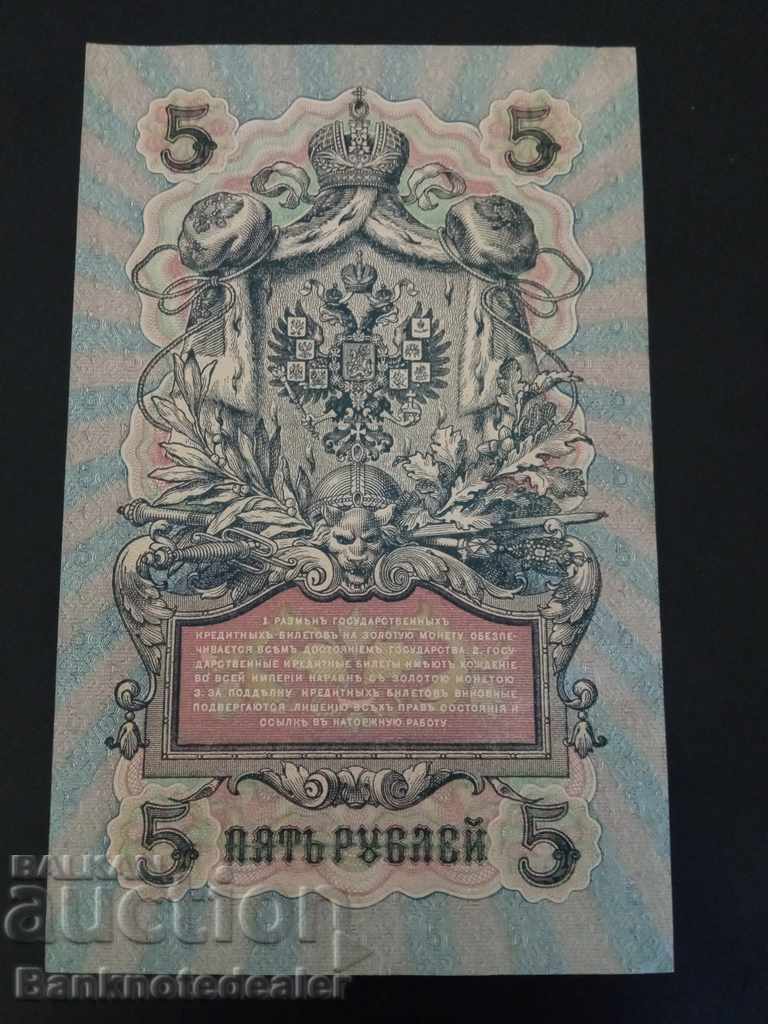 5 5
1. РАЗМѢНЪ ГОСУДАРСТВЕННЫХЪ
КРЕДИТНЫХЪ БИЛЕТОВЪ НА ЗОЛОТУЮ МОНЕТУ ОБЕЗПЕ-
ЧИВАЕТСЯ ВСѢМЪ ДОСТОЯНІЕМЪ ГОСУДАРСТВА. 2. ГОСУ-
ДАРСТВЕННЫЕ КРЕДИТНЫЕ БИЛЕТЫ ИМѢЮТЪ ХОЖДЕНІЕ
ВО ВСЕЙ ИМПЕРІИ НАРАВНѢ СЪ ЗОЛОТОЮ МОНЕТОЮ.
3. ЗА ПОДДѢЛКУ КРЕДИТНЫХЪ БИЛЕТОВЪ ВИНОВНЫЕ
ПОДВЕРГАЮТСЯ ЛИШЕНІЮ ВСѢХЪ ПРАВЪ СОСТОЯНІЯ И
ССЫЛКѢ ВЪ КАТОРЖНУЮ РАБОТУ.
5 ПЯТЬ РУБЛЕЙ 5
BALKAN
auction
Banknotedealer